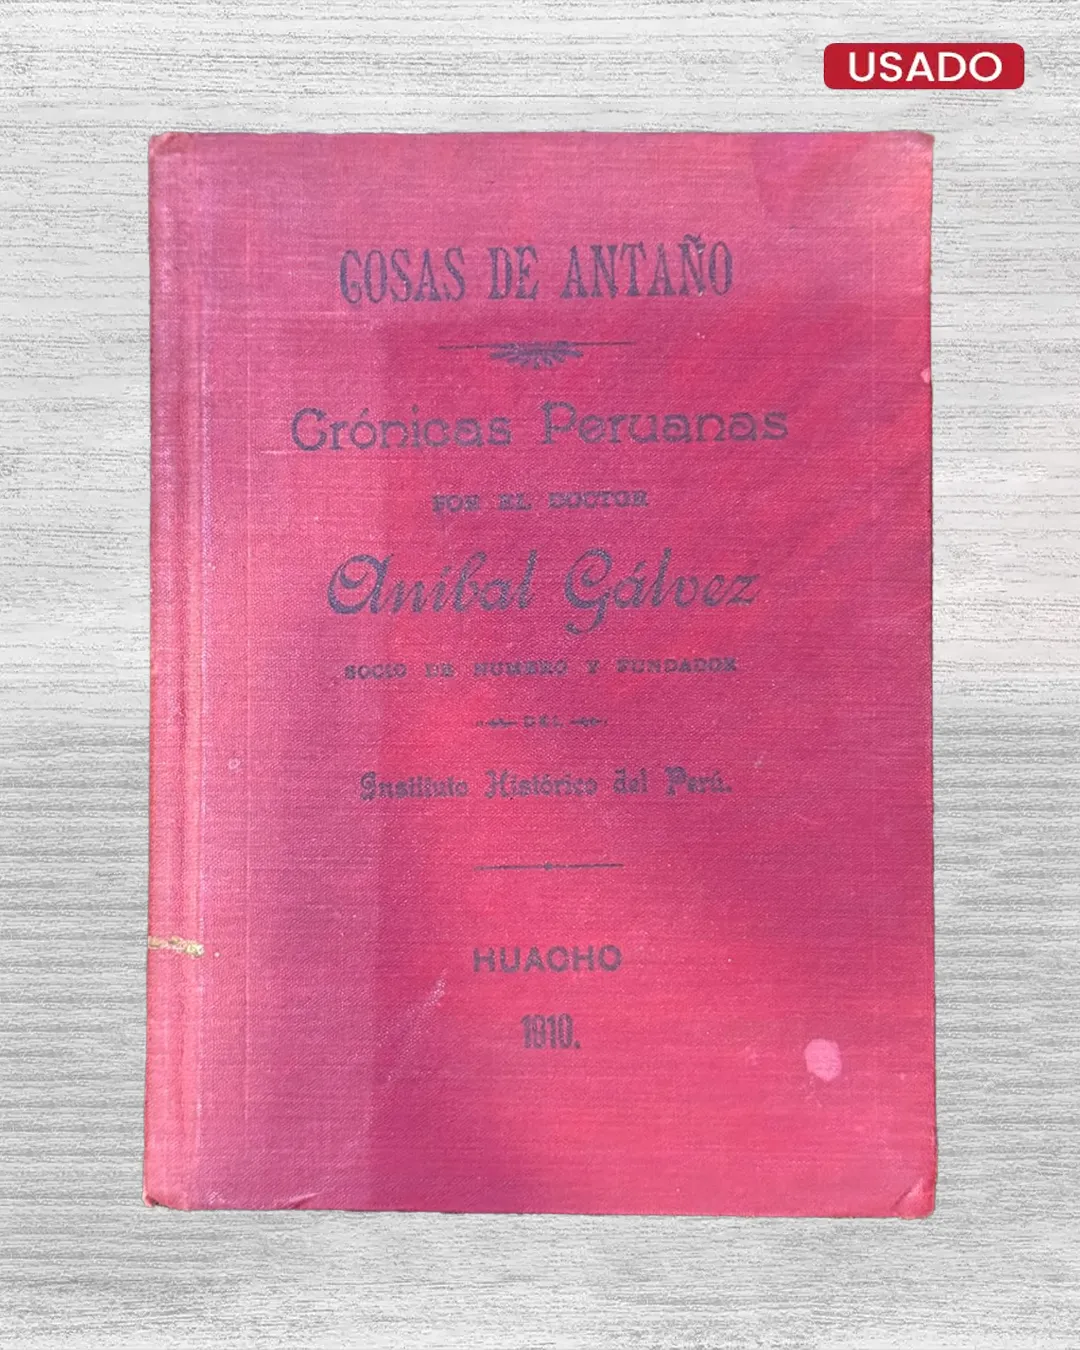 USADO
COSAS DE ANTAÑO
Crónicas Peruanas
POR EL DOCTOR
Aníbal Gálvez
SOCIO DE NUMERO Y FUNDADOR
DEL
Instituto Histórico del Perú.
HUACHO
1910.